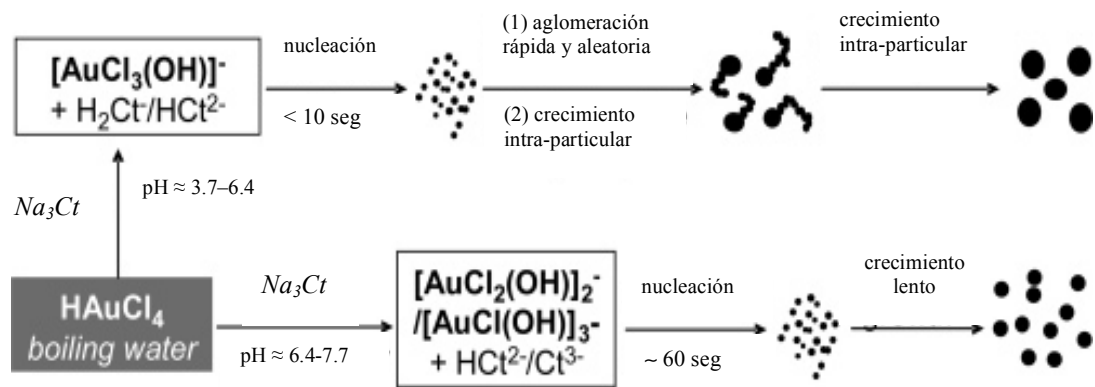 nucleación
(1) aglomeración
rápida y aleatoria
crecimiento
intra-particular
[AuCl₃(OH)]⁻
+ H₂Ct⁻/HCt²⁻
< 10 seg
(2) crecimiento
intra-particular
Na₃Ct
pH ≈ 3.7–6.4
HAuCl₄
boiling water
Na₃Ct
pH ≈ 6.4-7.7
[AuCl₂(OH)]₂⁻
/[AuCl(OH)]₃⁻
+ HCt²⁻/Ct³⁻
nucleación
~ 60 seg
crecimiento
lento